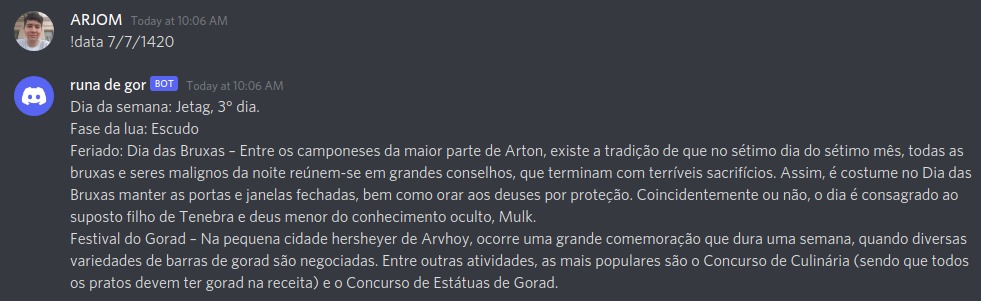 ARJOM Today at 10:06 AM
!data 7/7/1420
runa de gor BOT Today at 10:06 AM
Dia da semana: Jetag, 3° dia.
Fase da lua: Escudo
Feriado: Dia das Bruxas – Entre os camponeses da maior parte de Arton, existe a tradição de que no sétimo dia do sétimo mês, todas as
bruxas e seres malignos da noite reúnem-se em grandes conselhos, que terminam com terríveis sacrifícios. Assim, é costume no Dia das
Bruxas manter as portas e janelas fechadas, bem como orar aos deuses por proteção. Coincidentemente ou não, o dia é consagrado ao
suposto filho de Tenebra e deus menor do conhecimento oculto, Mulk.
Festival do Gorad – Na pequena cidade hersheyer de Arvhoy, ocorre uma grande comemoração que dura uma semana, quando diversas
variedades de barras de gorad são negociadas. Entre outras atividades, as mais populares são o Concurso de Culinária (sendo que todos
os pratos devem ter gorad na receita) e o Concurso de Estátuas de Gorad.